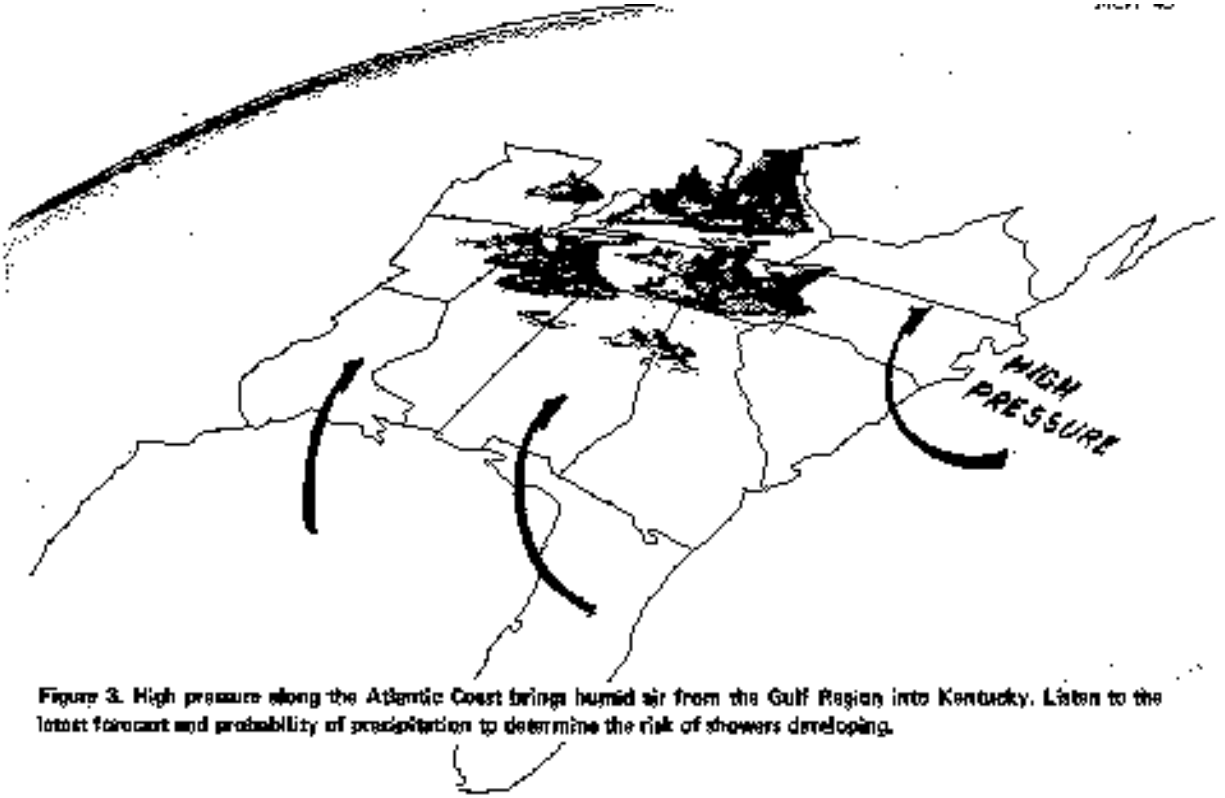 HIGH
PRESSURE
Figure 3. High pressure along the Atlantic Coast brings humid air from the Gulf Region into Kentucky. Listen to the
latest forecast and probability of precipitation to determine the risk of showers developing.